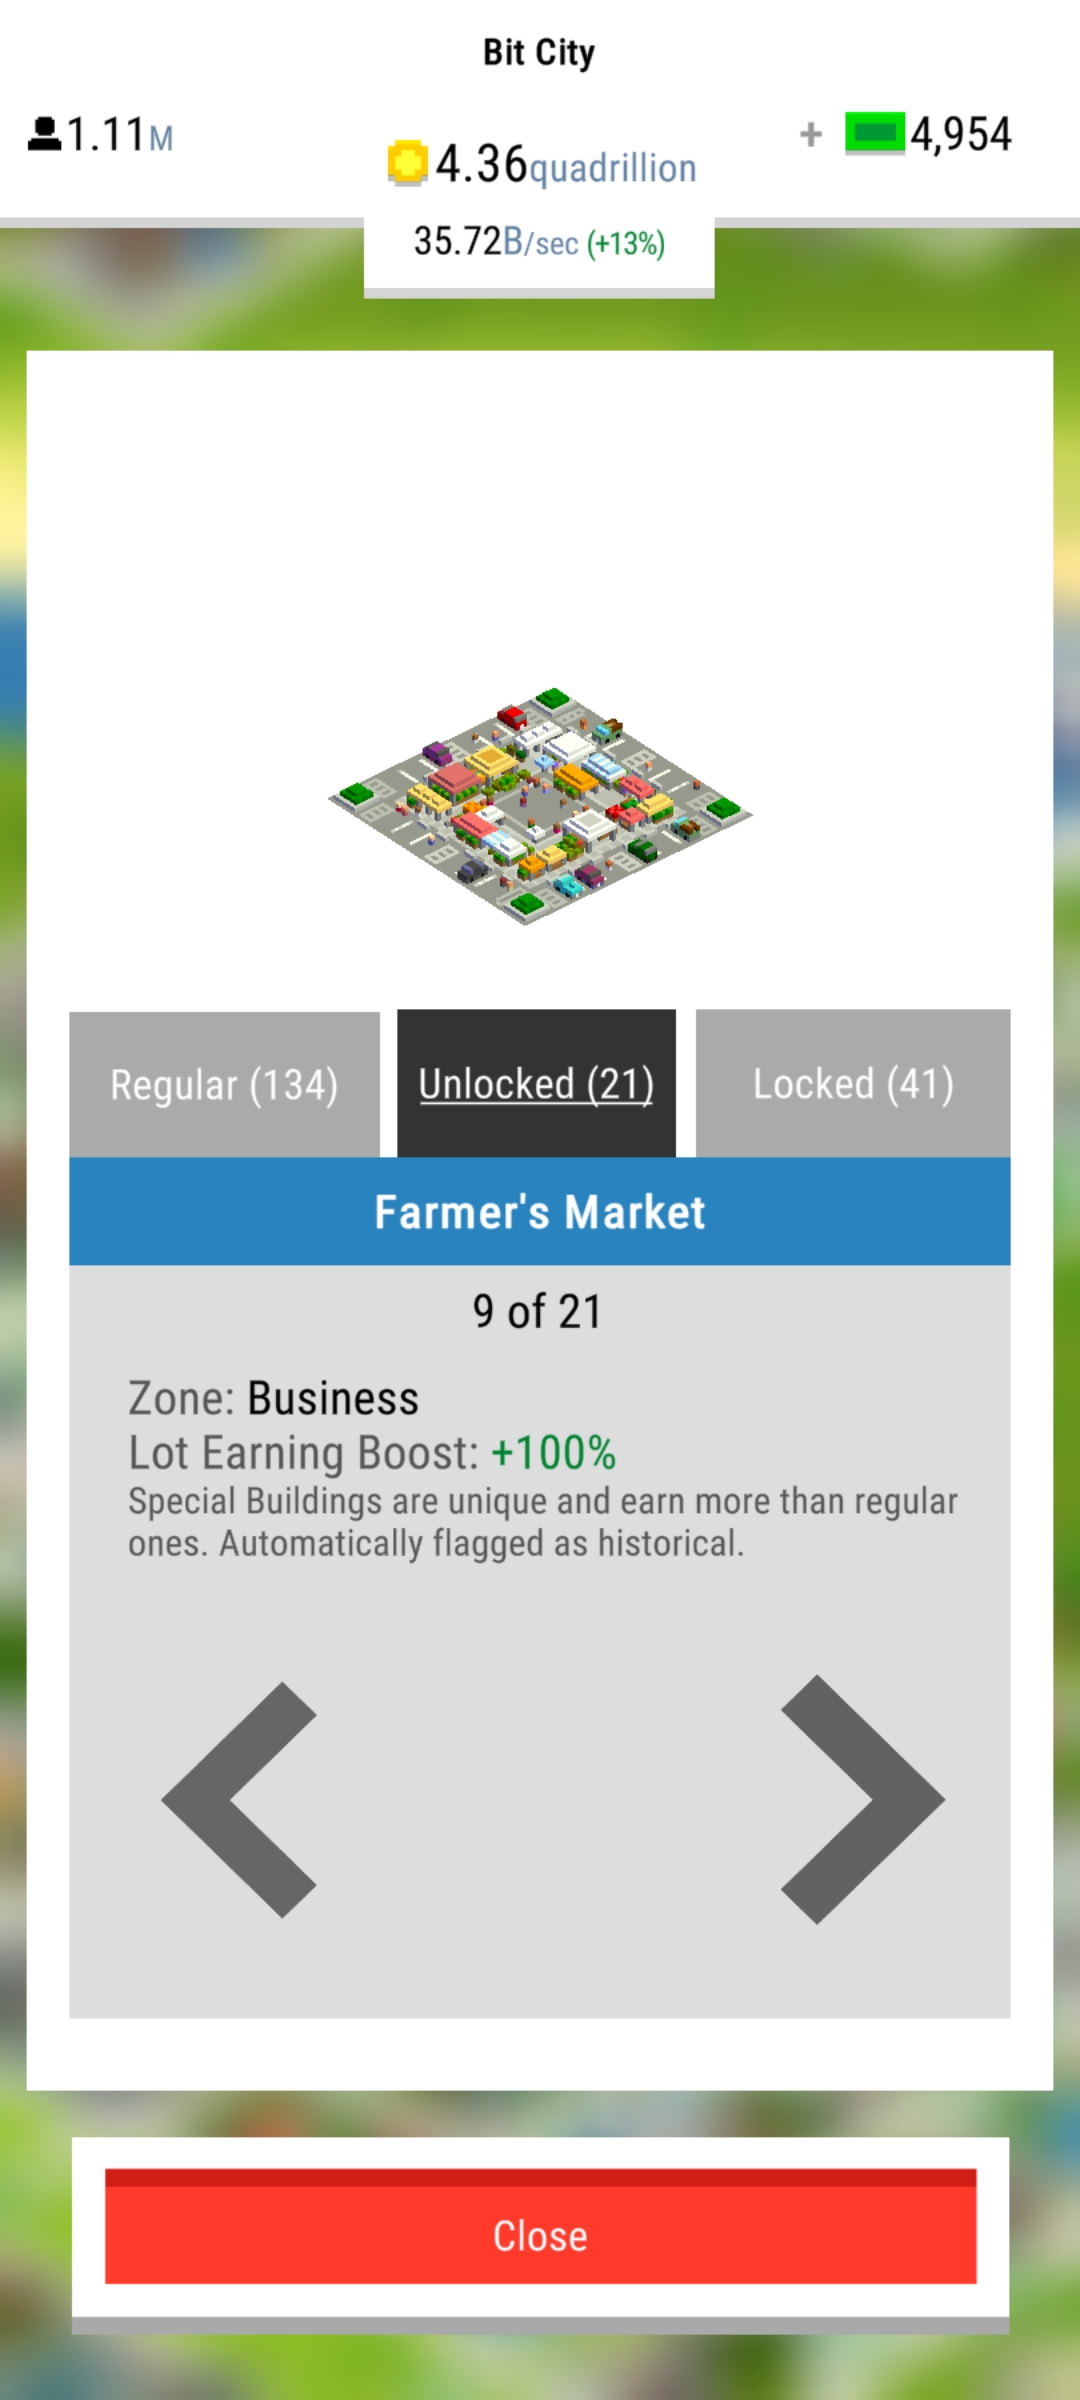 Bit City
1.11M
4.36quadrillion
+ 4,954
35.72B/sec (+13%)
Regular (134)
Unlocked (21)
Locked (41)
Farmer's Market
9 of 21
Zone: Business
Lot Earning Boost: +100%
Special Buildings are unique and earn more than regular
ones. Automatically flagged as historical.
Close